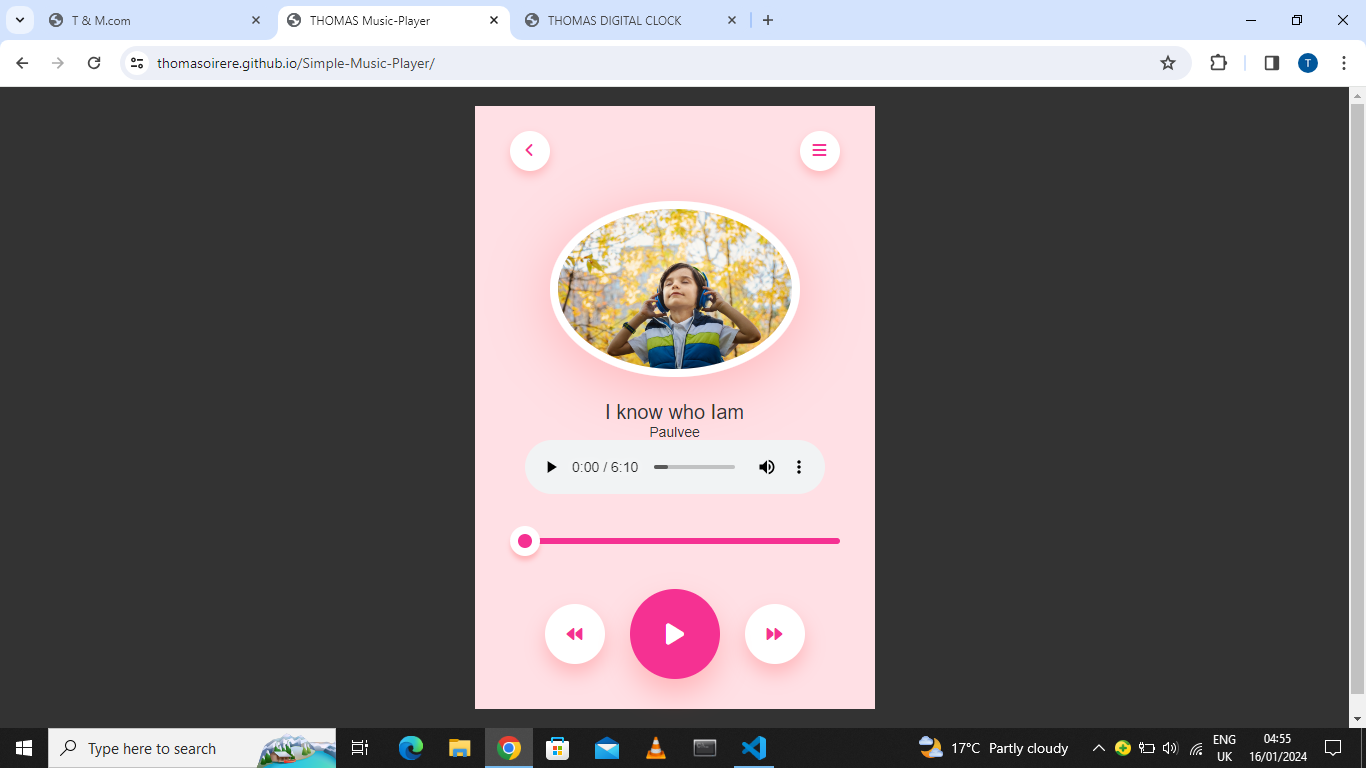 T & M.com
THOMAS Music-Player
THOMAS DIGITAL CLOCK
thomasoirere.github.io/Simple-Music-Player/
T
I know who Iam
Paulvee
0:00 / 6:10
Type here to search
17°C Partly cloudy
ENG
UK
04:55
16/01/2024